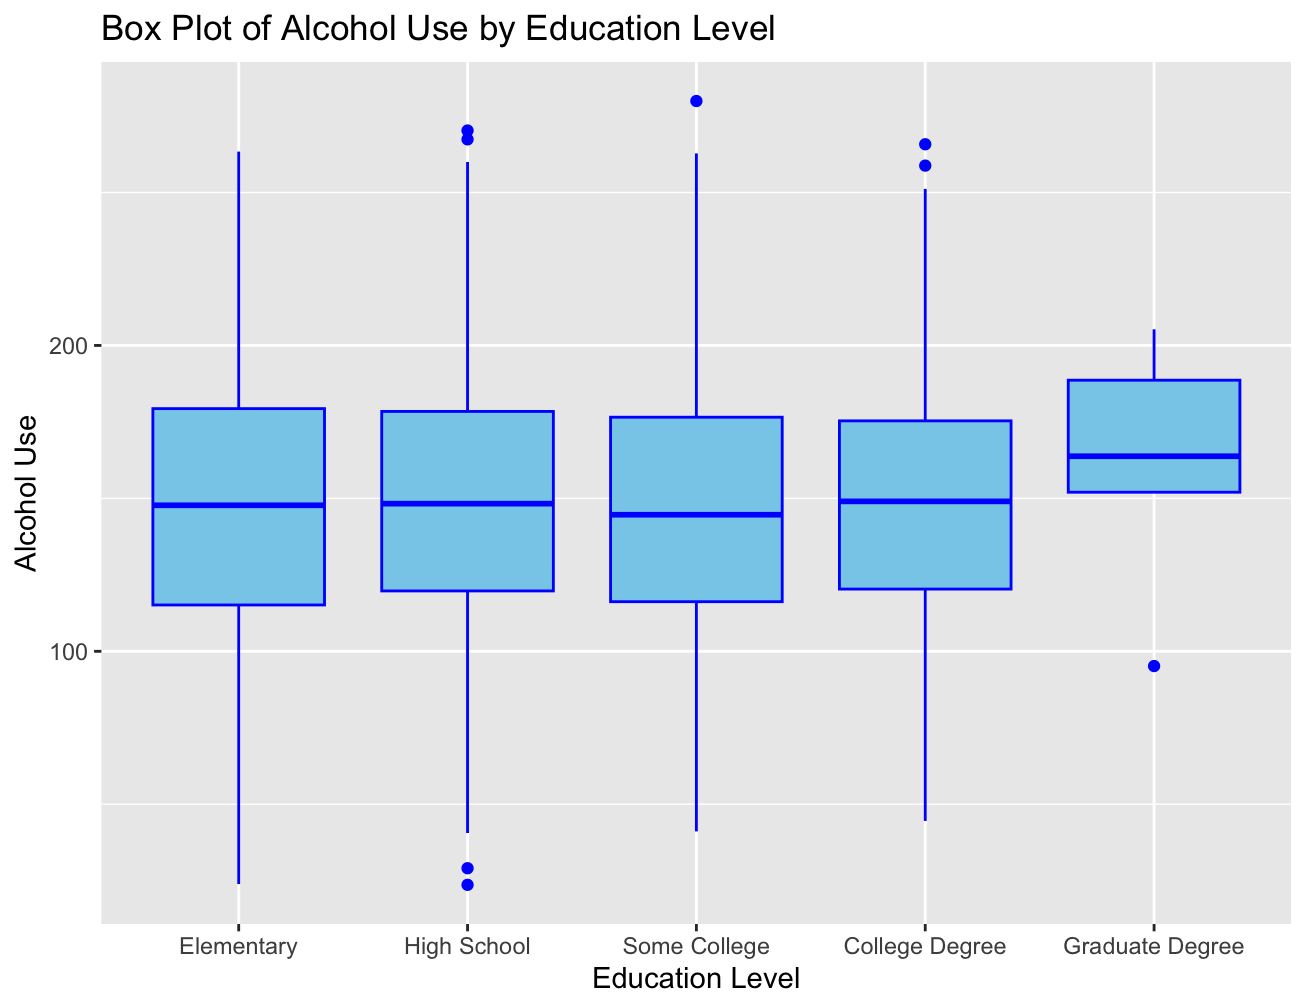 Box Plot of Alcohol Use by Education Level
Alcohol Use
200
100
Elementary
High School
Some College
College Degree
Graduate Degree
Education Level